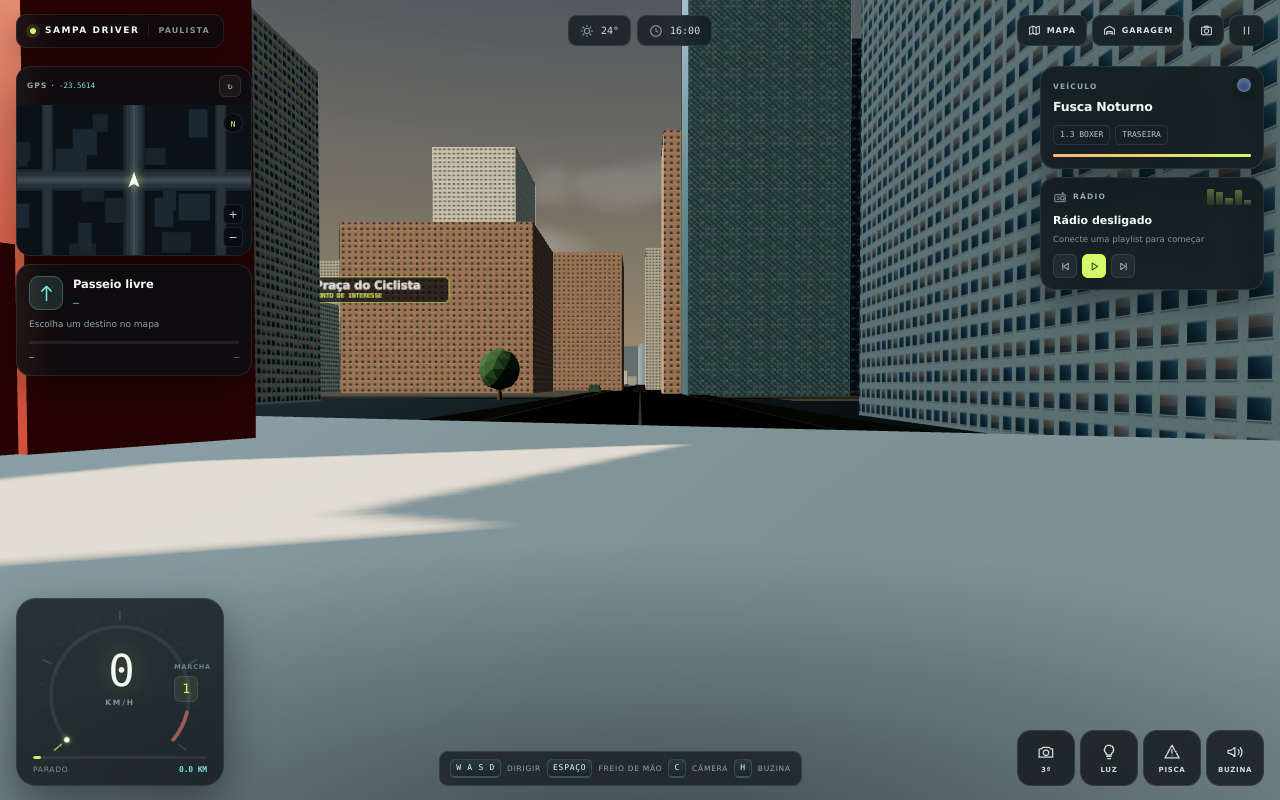 SAMPA DRIVER PAULISTA
24°
16:00
MAPA
GARAGEM
GPS · -23.5614
N
+
−
Passeio livre
—
Escolha um destino no mapa
— —
Praça do Ciclista
PONTO DE INTERESSE
VEÍCULO
Fusca Noturno
1.3 BOXER TRASEIRA
RÁDIO
Rádio desligado
Conecte uma playlist para começar
0
KM/H
MARCHA
1
PARADO 0.0 KM
W A S D DIRIGIR ESPAÇO FREIO DE MÃO C CÂMERA H BUZINA
3ª
LUZ
PISCA
BUZINA